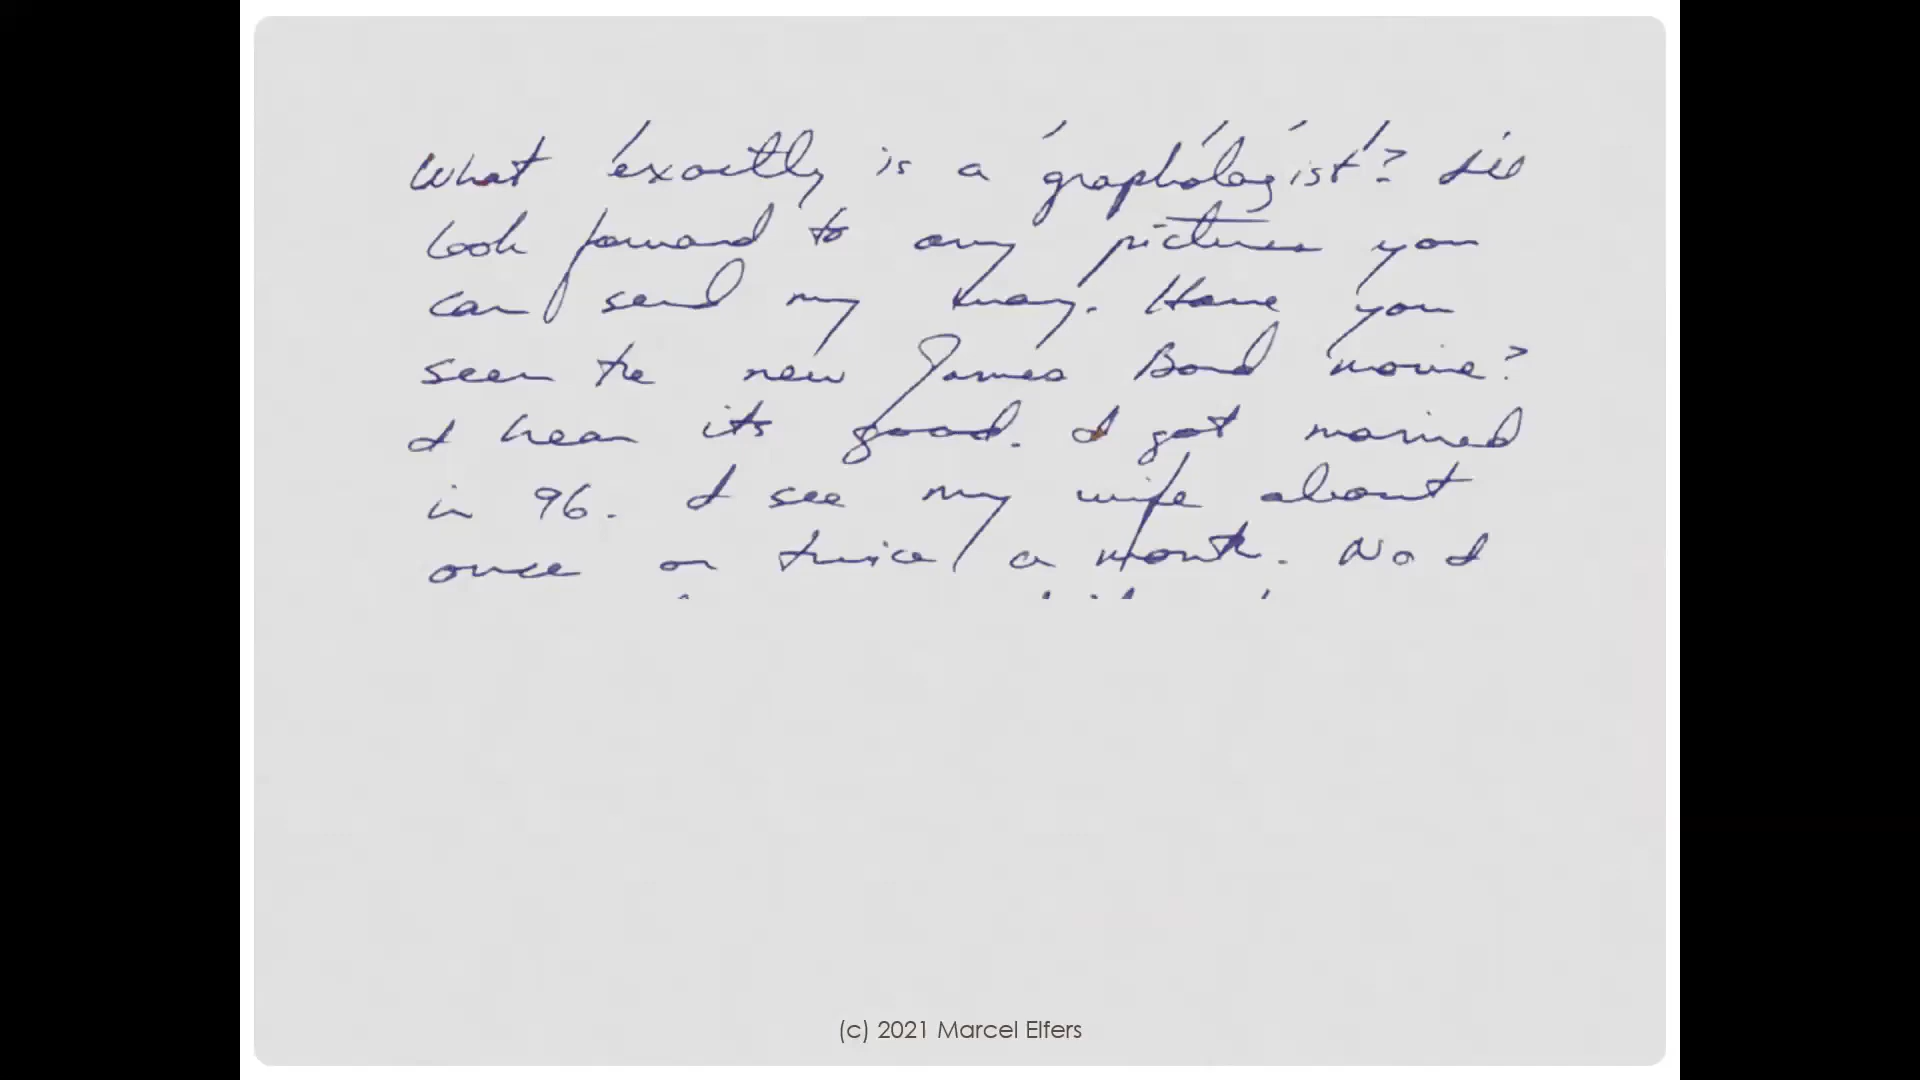 What exactly is a graphologist? Ill
look forward to any pictures you
can send my way. Have you
seen the new James Bond movie?
I hear its good. I got married
in 96. I see my wife about
once or twice a month. No I
(c) 2021 Marcel Elfers